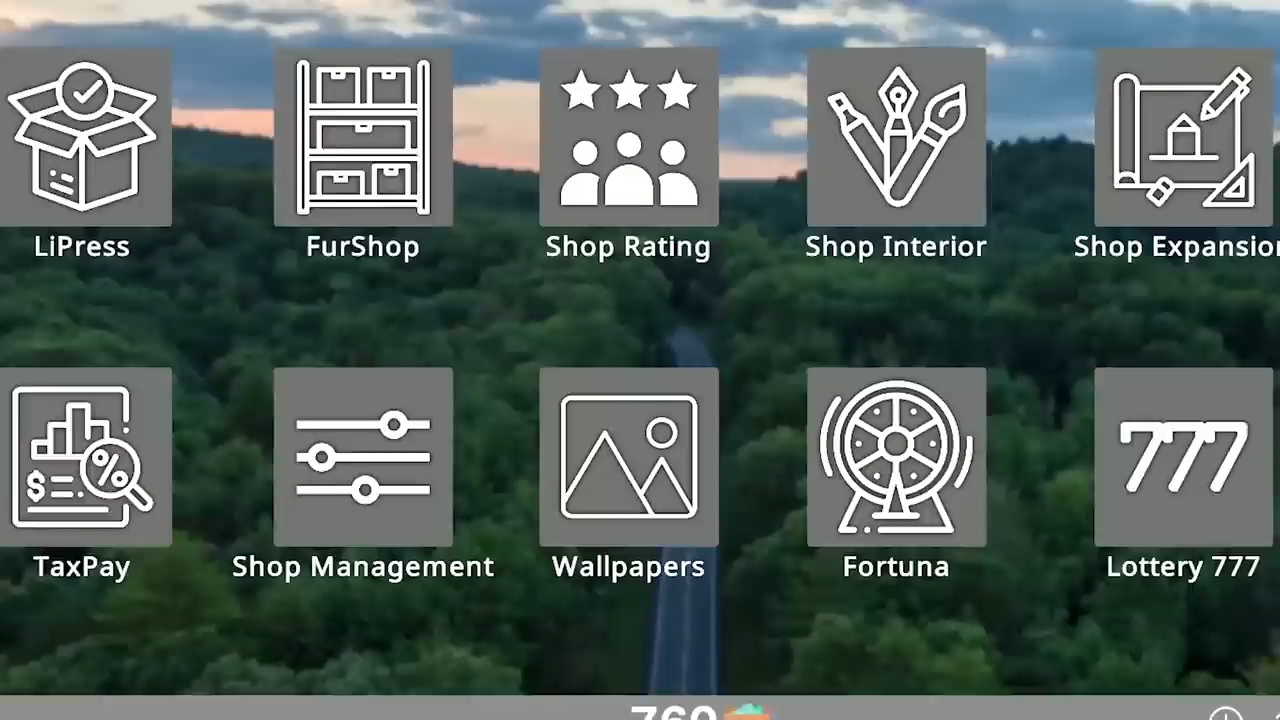 LiPress
FurShop
Shop Rating
Shop Interior
Shop Expansion
$ %
777
TaxPay
Shop Management
Wallpapers
Fortuna
Lottery 777